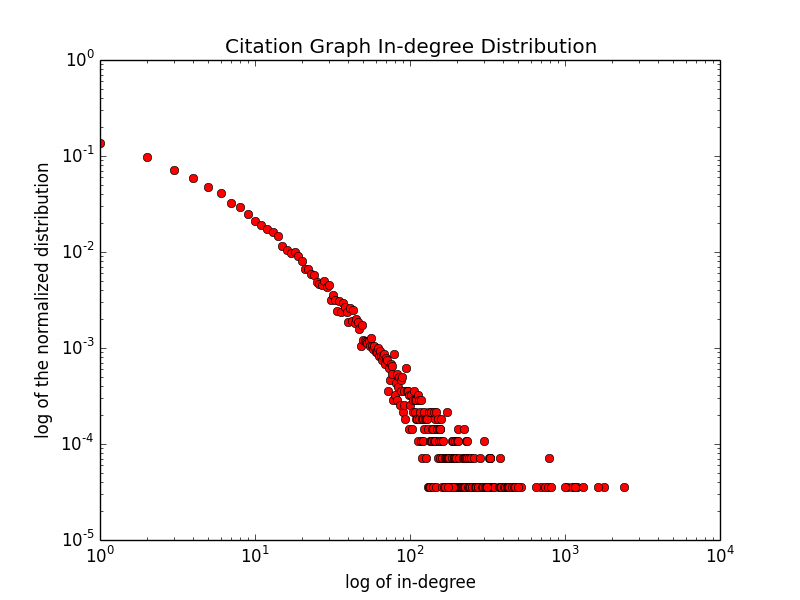 Citation Graph In-degree Distribution
10^0
10^-1
10^-2
10^-3
10^-4
10^-5
log of the normalized distribution
10^0 10^1 10^2 10^3 10^4
log of in-degree